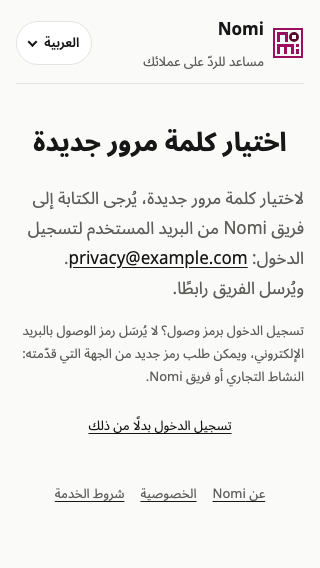 Nomi
مساعد للردّ على عملائك
العربية
اختيار كلمة مرور جديدة
لاختيار كلمة مرور جديدة، يُرجى الكتابة إلى
فريق Nomi من البريد المستخدم لتسجيل
الدخول: privacy@example.com.
ويُرسل الفريق رابطًا.
تسجيل الدخول برمز وصول؟ لا يُرسَل رمز الوصول بالبريد
الإلكتروني، ويمكن طلب رمز جديد من الجهة التي قدّمته:
النشاط التجاري أو فريق Nomi.
تسجيل الدخول بدلًا من ذلك
عن Nomi الخصوصية شروط الخدمة